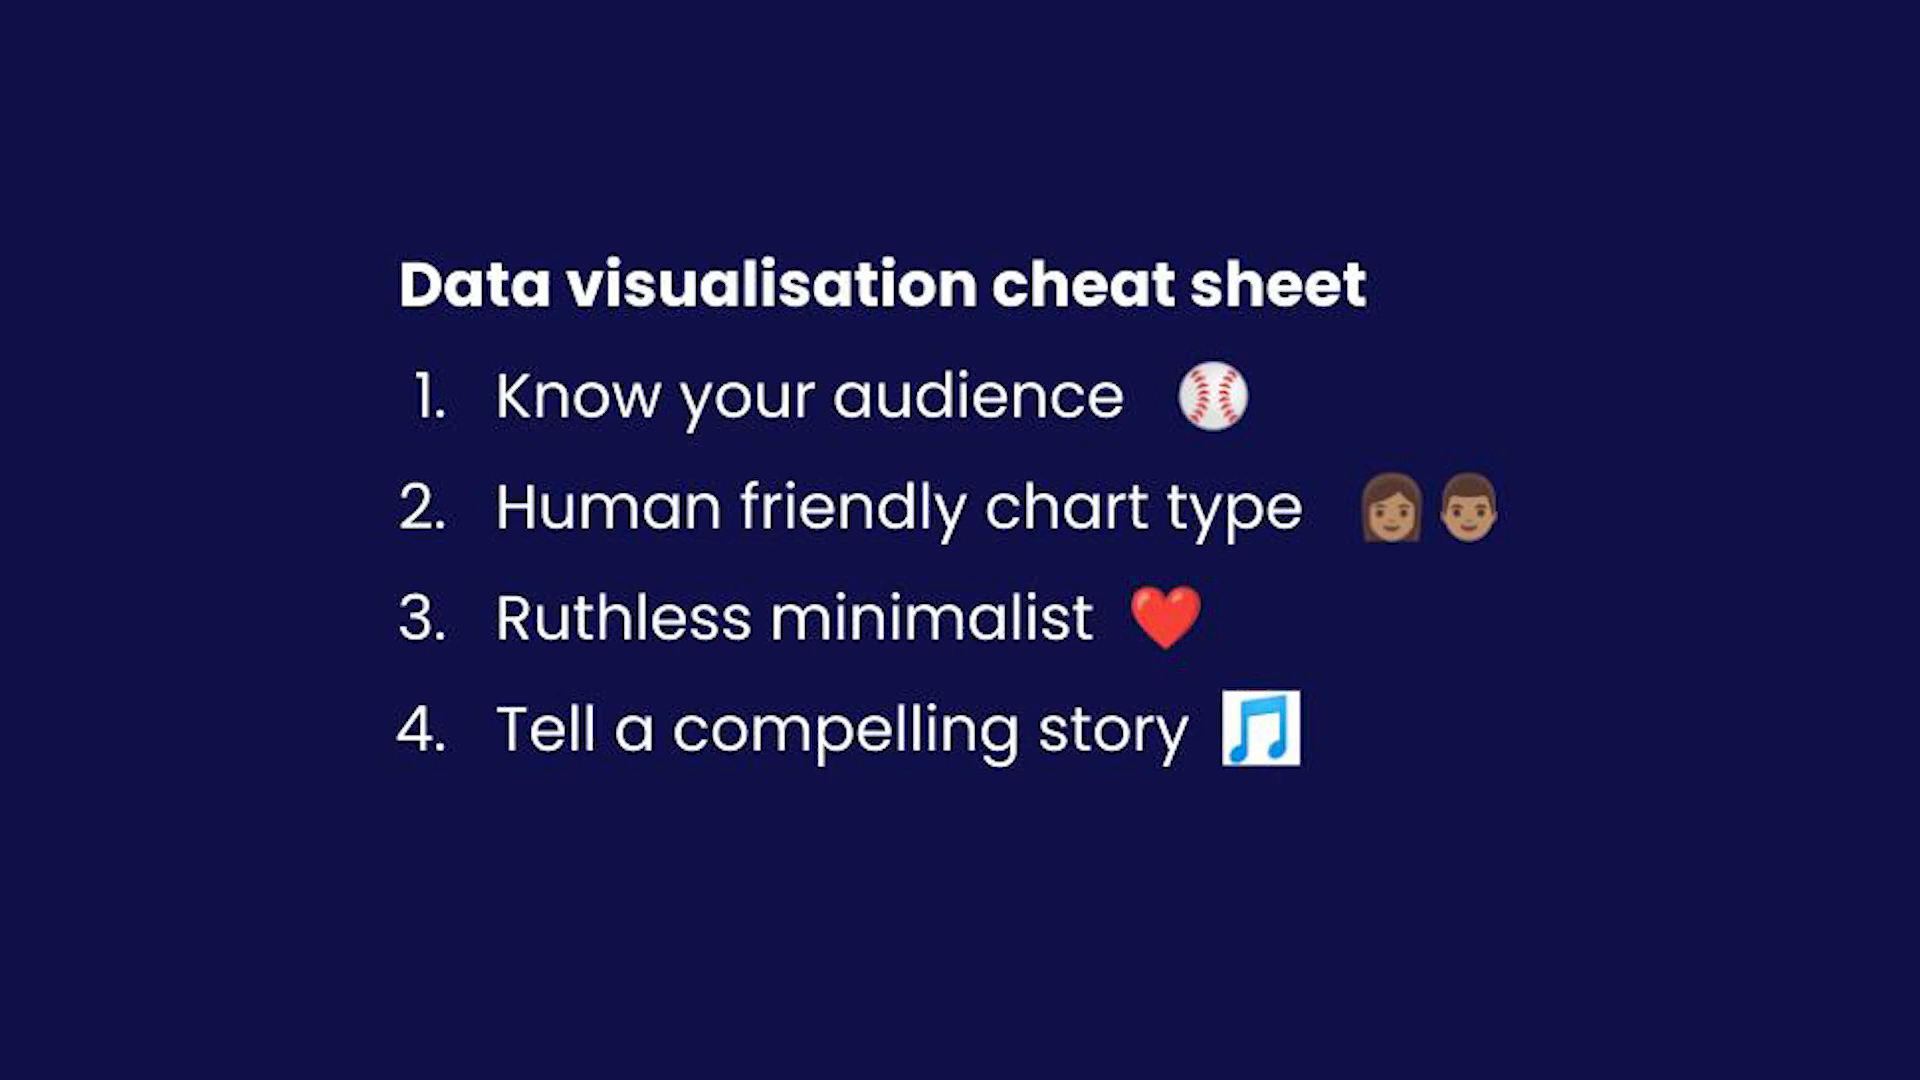 Data visualisation cheat sheet
1. Know your audience
2. Human friendly chart type
3. Ruthless minimalist
4. Tell a compelling story